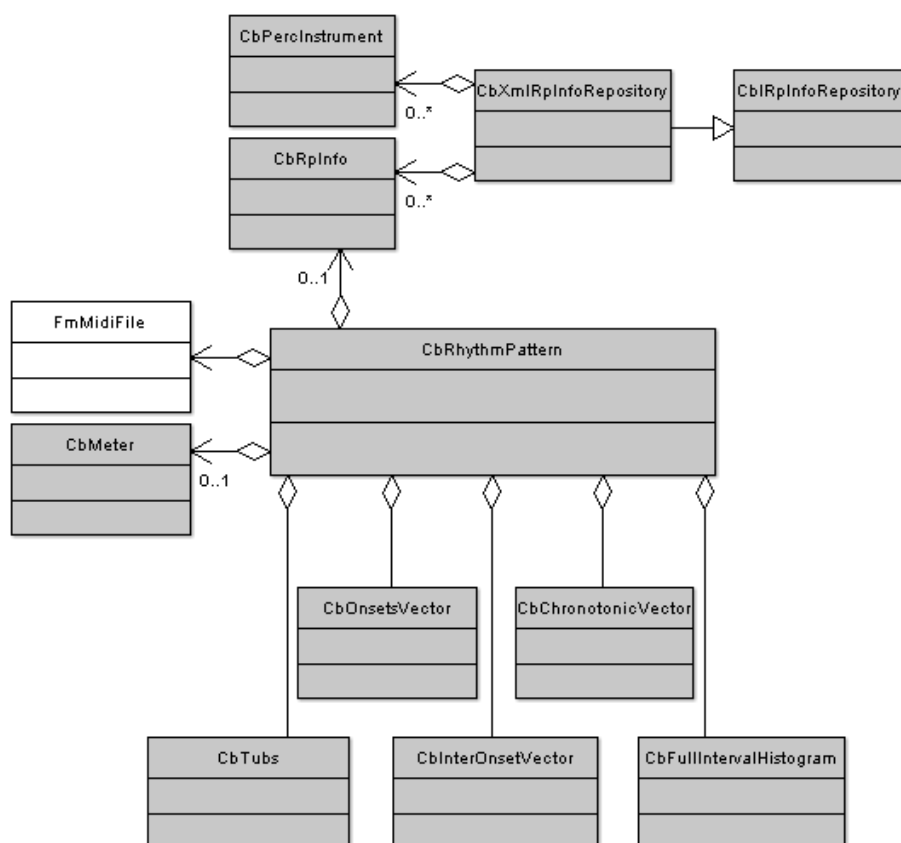 CbPercInstrument
CbXmlRpInfoRepository
CbIRpInfoRepository
0..*
CbRpInfo
0..*
0..1
FmMidiFile
CbRhythmPattern
CbMeter
0..1
CbOnsetsVector
CbChronotonicVector
CbTubs
CbInterOnsetVector
CbFullIntervalHistogram